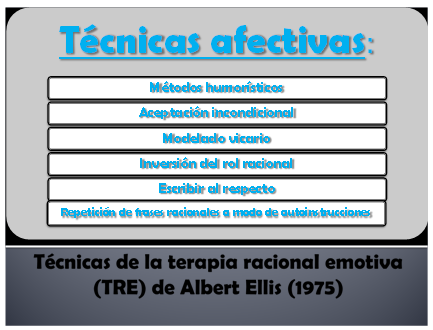 Técnicas afectivas:
Métodos humorísticos
Aceptación incondicional
Modelado vicario
Inversión del rol racional
Escribir al respecto
Repetición de frases racionales a modo de autoinstrucciones
Técnicas de la terapia racional emotiva
(TRE) de Albert Ellis (1975)